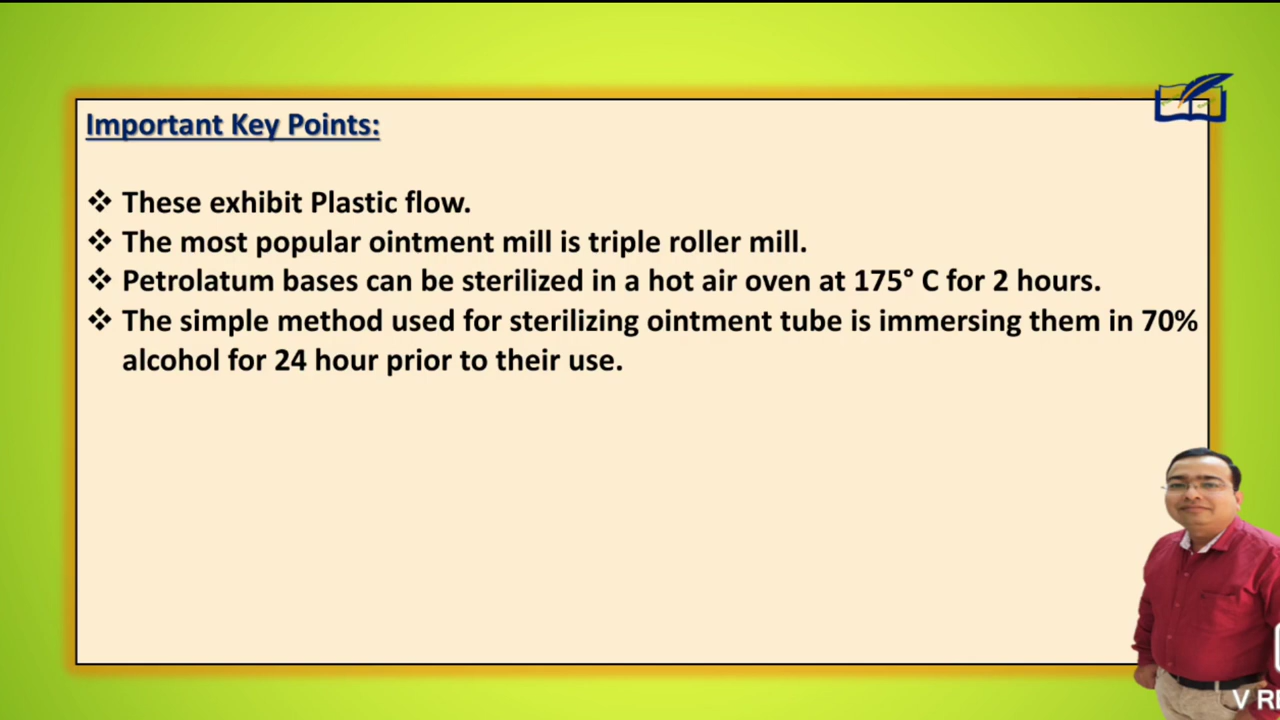 Important Key Points:
❖ These exhibit Plastic flow.
❖ The most popular ointment mill is triple roller mill.
❖ Petrolatum bases can be sterilized in a hot air oven at 175° C for 2 hours.
❖ The simple method used for sterilizing ointment tube is immersing them in 70%
alcohol for 24 hour prior to their use.